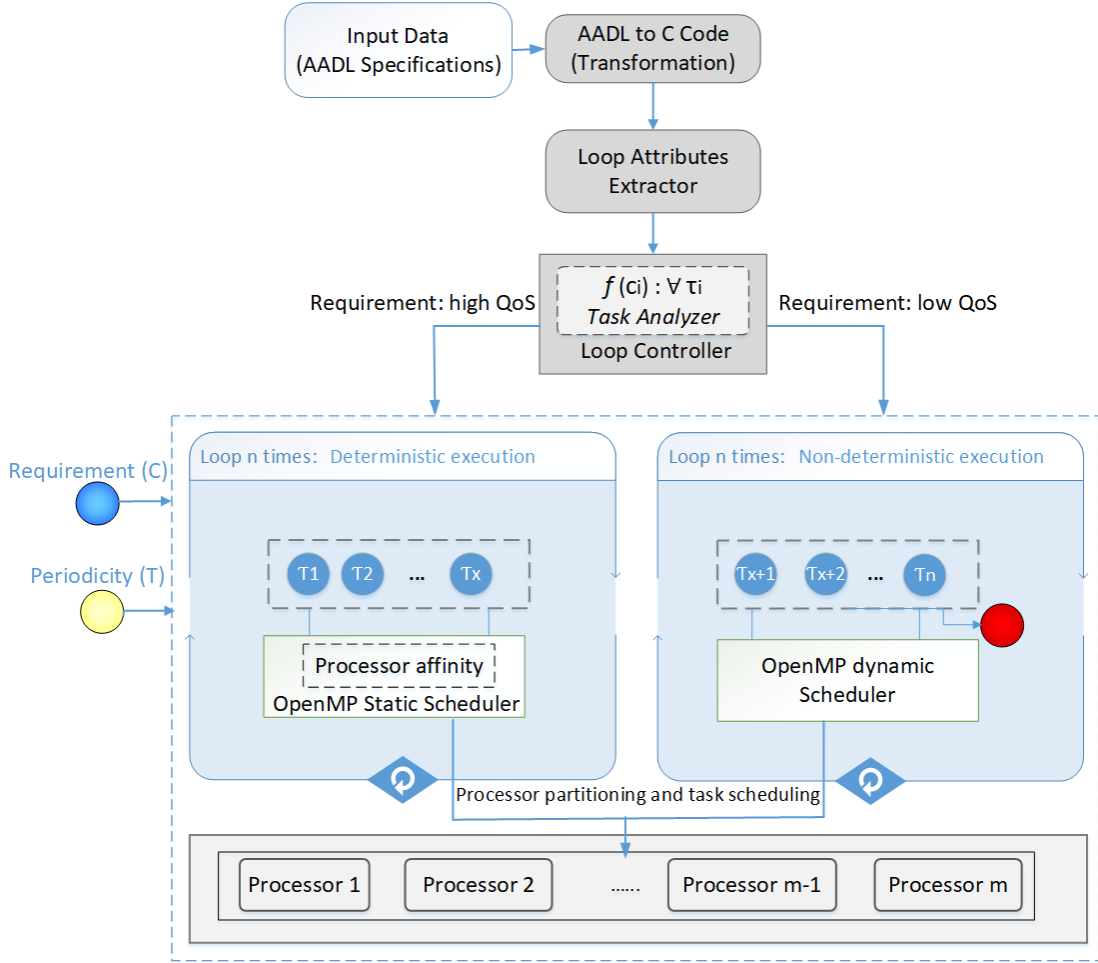 Input Data
(AADL Specifications)
AADL to C Code
(Transformation)
Loop Attributes
Extractor
f (ci) : ∀ τi
Task Analyzer
Loop Controller
Requirement: high QoS
Requirement: low QoS
Requirement (C)
Periodicity (T)
Loop n times: Deterministic execution
T1 T2 ... Tx
Processor affinity
OpenMP Static Scheduler
Loop n times: Non-deterministic execution
Tx+1 Tx+2 ... Tn
OpenMP dynamic
Scheduler
Processor partitioning and task scheduling
Processor 1 Processor 2 ...... Processor m-1 Processor m